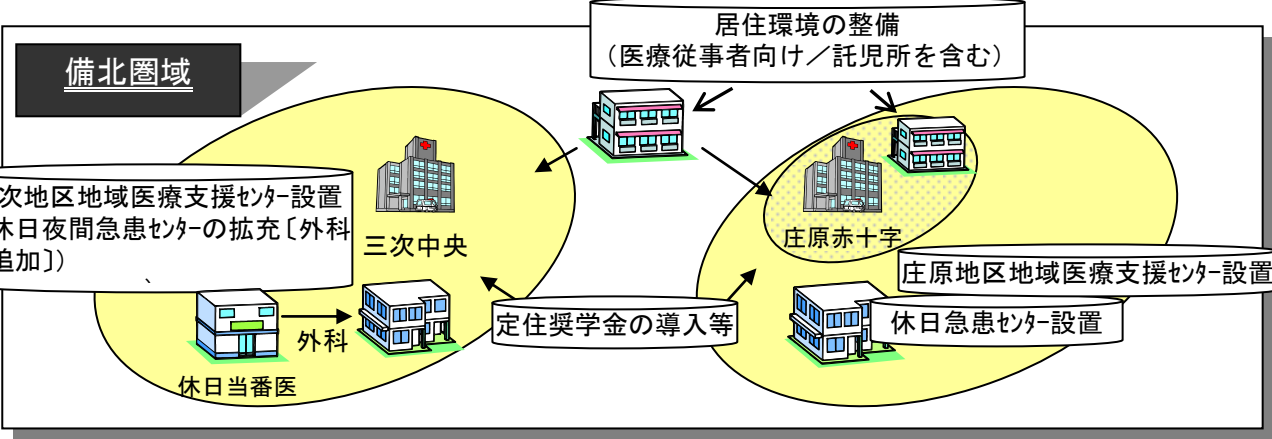 居住環境の整備
（医療従事者向け／託児所を含む）
備北圏域
次地区地域医療支援ｾﾝﾀｰ設置
休日夜間急患ｾﾝﾀｰの拡充〔外科
追加〕）
、
三次中央
外科
休日当番医
定住奨学金の導入等
庄原赤十字
庄原地区地域医療支援ｾﾝﾀｰ設置
休日急患ｾﾝﾀｰ設置